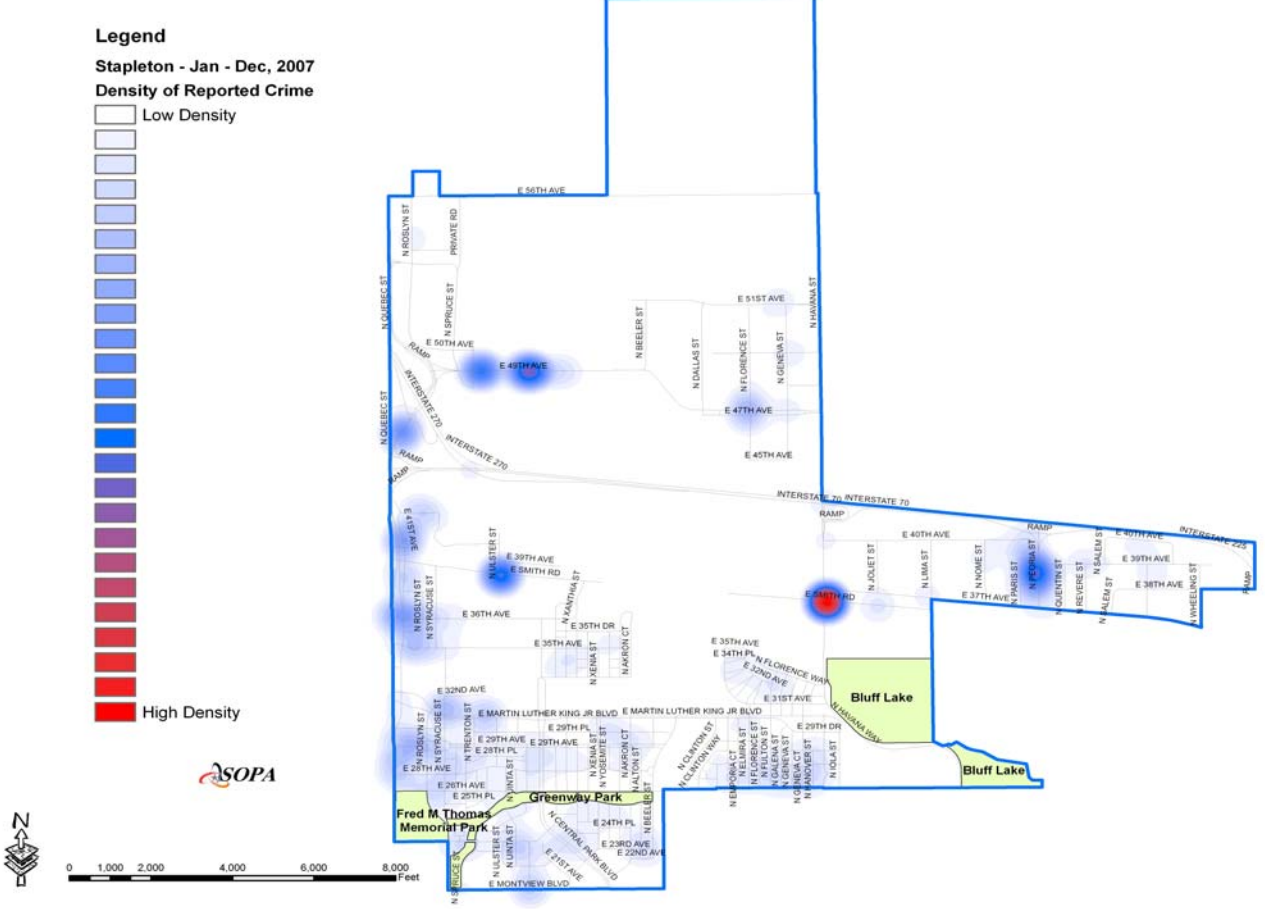 Legend
Stapleton - Jan - Dec, 2007
Density of Reported Crime
Low Density
High Density
SOPA
N
0 1,000 2,000 4,000 6,000 8,000
Feet
E 56TH AVE
N ROSLYN ST
PRIVATE RD
N QUEBEC ST
N SPRUCE ST
E 50TH AVE
RAMP
E 49TH AVE
N BEELER ST
E 51ST AVE
N HAVANA ST
N DALLAS ST
N FLORENCE ST
N GENEVA ST
E 47TH AVE
E 45TH AVE
INTERSTATE 270
N QUEBEC ST
INTERSTATE 270
RAMP
RAMP
INTERSTATE 70
INTERSTATE 70
RAMP
E 40TH AVE
RAMP
E 40TH AVE
INTERSTATE 225
E 41ST AVE
N ULSTER ST
E 39TH AVE
E SMITH RD
N JOLIET ST
N LIMA ST
N NOME ST
N PARIS ST
N PEORIA ST
N QUENTIN ST
N REVERE ST
N SALEM ST
N SALEM ST
E 39TH AVE
E 38TH AVE
N WHEELING ST
RAMP
E SMITH RD
E 37TH AVE
N ROSLYN ST
N SYRACUSE ST
E 36TH AVE
N XANTHIA ST
E 35TH DR
E 35TH AVE
N XENIA ST
N AKRON CT
E 35TH AVE
E 34TH PL
N FLORENCE WAY
E 32ND AVE
E 31ST AVE
Bluff Lake
N HAVANA WAY
E 32ND AVE
N ROSLYN ST
N SYRACUSE ST
N TRENTON ST
E MARTIN LUTHER KING JR BLVD
E MARTIN LUTHER KING JR BLVD
E 29TH PL
E 29TH AVE
E 29TH AVE
E 28TH PL
E 28TH AVE
E 26TH AVE
E 25TH PL
N UINTA ST
N XENIA ST
N YOSEMITE ST
N AKRON CT
N ALTON ST
N BEELER ST
N CLINTON ST
N CLINTON WAY
N EMPORIA CT
N ELMIRA ST
N FLORENCE ST
N FULTON ST
N GALENA ST
N GENEVA ST
N GENEVA CT
N HANOVER ST
E 29TH DR
N IOLA ST
Bluff Lake
Greenway Park
Fred M Thomas
Memorial Park
N ULSTER ST
N UINTA ST
N CENTRAL PARK BLVD
E 24TH PL
E 23RD AVE
E 22ND AVE
E 21ST AVE
E MONTVIEW BLVD
N SPRUCE ST